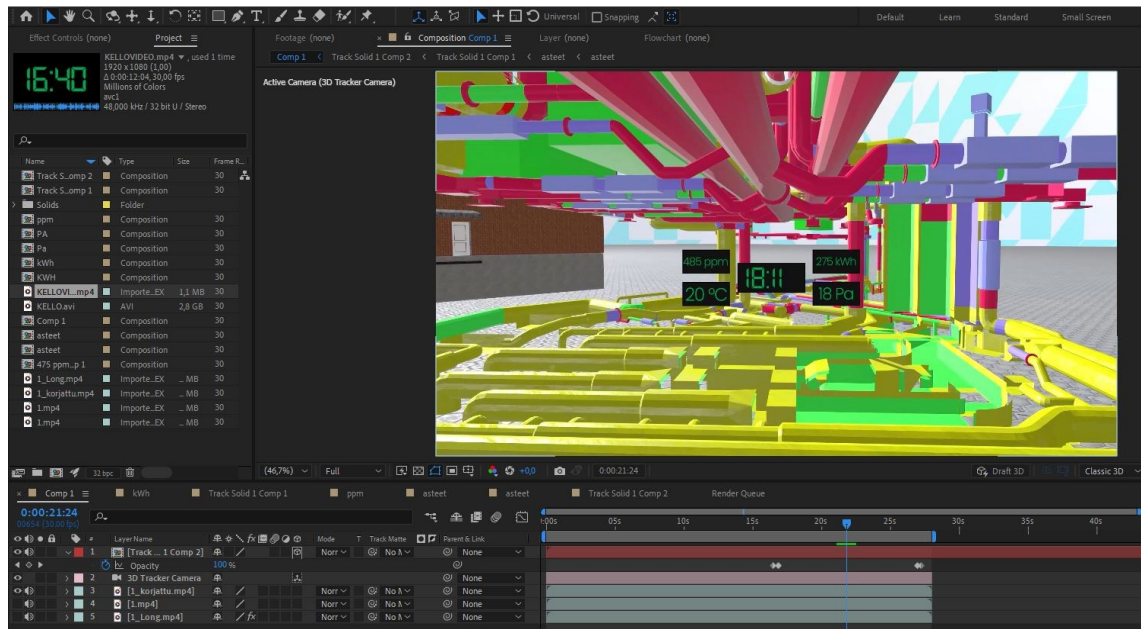 Universal
Snapping
Default
Learn
Standard
Small Screen
Effect Controls (none)
Project
Footage (none)
Composition Comp 1
Layer (none)
Flowchart (none)
Comp 1
Track Solid 1 Comp 2
Track Solid 1 Comp 1
asteet
asteet
16:40
KELLOVIDEO.mp4 , used 1 time
1920 x 1080 (1,00)
Δ 0:00:12:04,30,00 fps
Millions of Colors
avc1
48,000 kHz / 32 bit U / Stereo
Active Camera (3D Tracker Camera)
Name Type Size Frame R...
Track S...omp 2 Composition 30
Track S...omp 1 Composition 30
Solids Folder
ppm Composition 30
PA Composition 30
Pa Composition 30
kWh Composition 30
KWH Composition 30
KELLOVI...mp4 Importe...EX 1,1 MB 30
KELLO.avi AVI 2,8 GB 30
Comp 1 Composition 30
asteet Composition 30
asteet Composition 30
475 ppm...p 1 Composition 30
1_Long.mp4 Importe...EX ... MB 30
1_korjattu.mp4 Importe...EX ... MB 30
1.mp4 Importe...EX ... MB 30
1.mp4 Importe...EX ... MB 30
32 bpc
485 ppm
18:11
275 kWh
20 °C
18 Pa
(46,7%)
Full
+0,0
0:00:21:24
Draft 3D
Classic 3D
Comp 1
kWh
Track Solid 1 Comp 1
ppm
asteet
asteet
Track Solid 1 Comp 2
Render Queue
0:00:21:24
00654 (30.00 fps)
:00s 05s 10s 15s 20s 25s 30s 35s 40s
# Layer Name Mode T Track Matte Parent & Link
1 [Track ... 1 Comp 2] Norr No M None
Opacity 100 %
2 3D Tracker Camera None
3 [1_korjattu.mp4] Norr No M None
4 [1.mp4] Norr No M None
5 [1_Long.mp4] fx Norr No M None